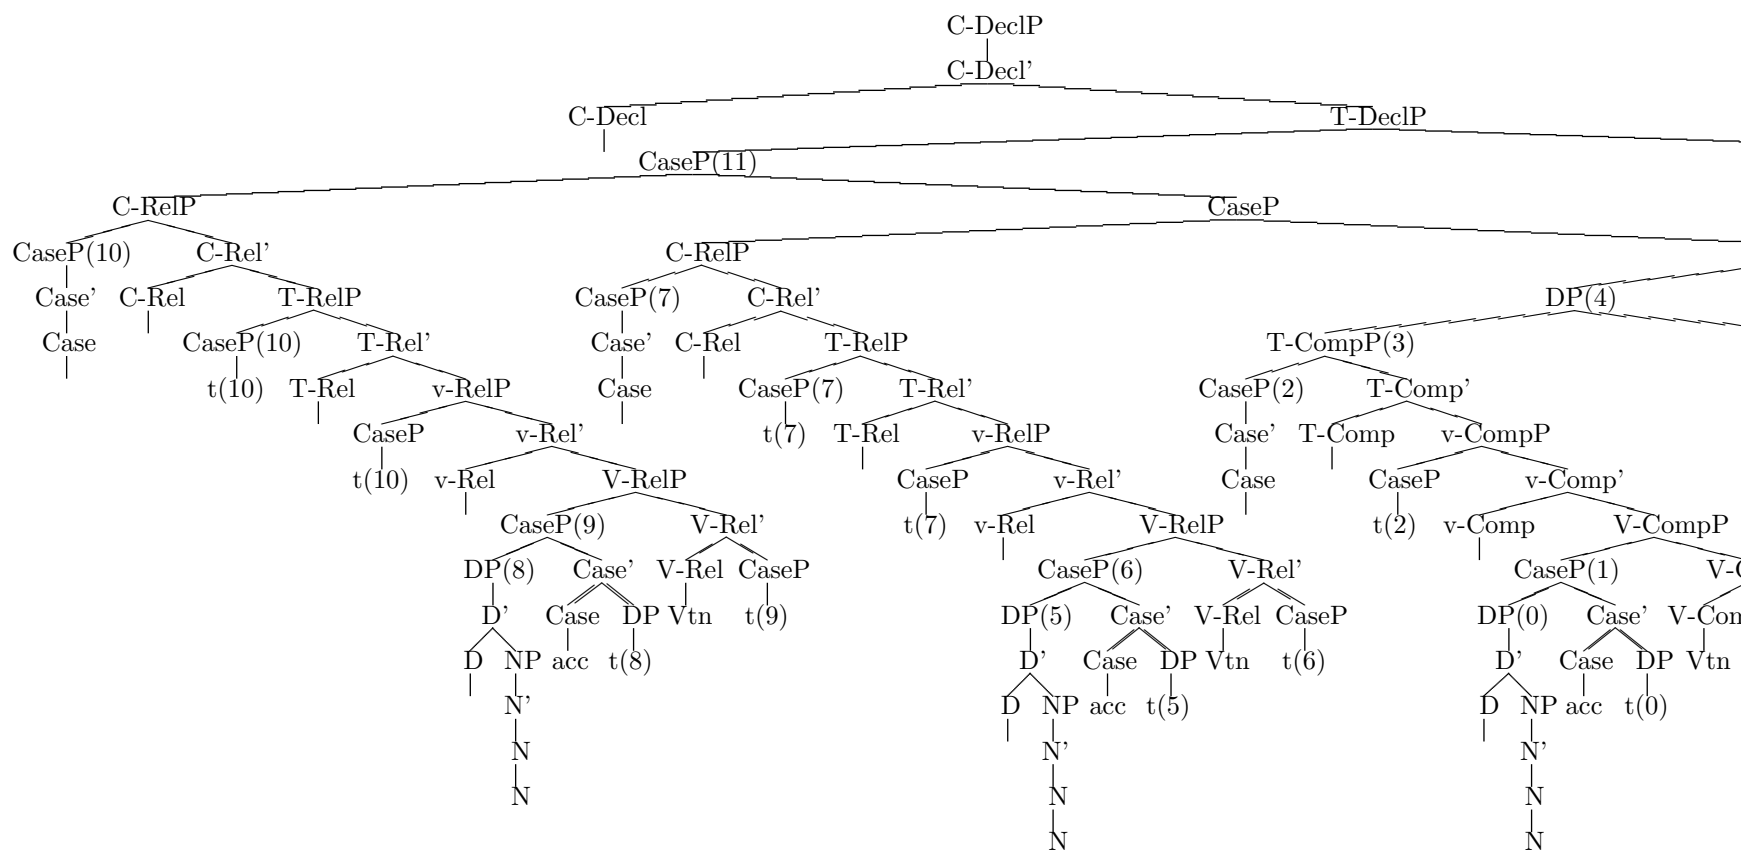 C-DeclP
C-Decl’
C-Decl T-DeclP
CaseP(11)
C-RelP CaseP
CaseP(10) C-Rel’ C-RelP
Case’ C-Rel T-RelP CaseP(7) C-Rel’ DP(4)
Case CaseP(10) T-Rel’ Case’ C-Rel T-RelP T-CompP(3)
t(10) T-Rel v-RelP Case CaseP(7) T-Rel’ CaseP(2) T-Comp’
CaseP v-Rel’ t(7) T-Rel v-RelP Case’ T-Comp v-CompP
t(10) v-Rel V-RelP CaseP v-Rel’ Case CaseP v-Comp’
CaseP(9) V-Rel’ t(7) v-Rel V-RelP t(2) v-Comp V-CompP
DP(8) Case’ V-Rel CaseP CaseP(6) V-Rel’ CaseP(1)
D’ Case DP Vtn t(9) DP(5) Case’ V-Rel CaseP DP(0) Case’
D NP acc t(8) D’ Case DP Vtn t(6) D’ Case DP Vtn
N’ D NP acc t(5) D NP acc t(0)
N N’ N’
N N N
N N